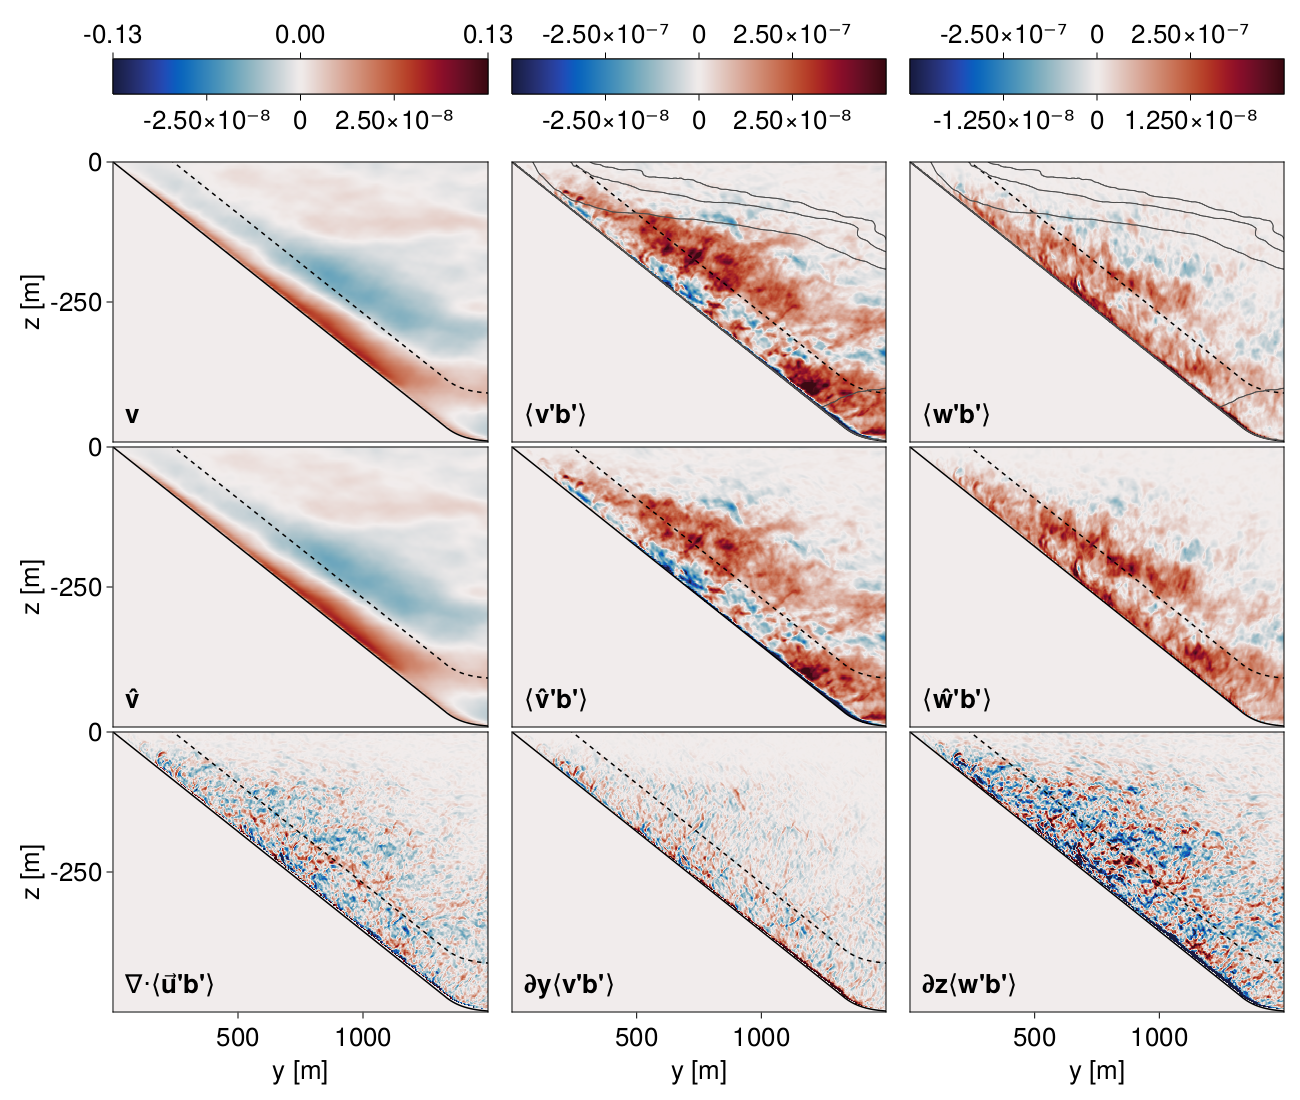 -0.13 0.00 0.13 -2.50×10⁻⁷ 0 2.50×10⁻⁷ -2.50×10⁻⁷ 0 2.50×10⁻⁷
-2.50×10⁻⁸ 0 2.50×10⁻⁸ -2.50×10⁻⁸ 0 2.50×10⁻⁸ -1.250×10⁻⁸ 0 1.250×10⁻⁸
0
z [m]
-250
v ⟨v'b'⟩ ⟨w'b'⟩
0
z [m]
-250
v̂ ⟨v̂'b'⟩ ⟨ŵ'b'⟩
0
z [m]
-250
∇·⟨u⃗'b'⟩ ∂y⟨v'b'⟩ ∂z⟨w'b'⟩
500 1000 500 1000 500 1000
y [m] y [m] y [m]